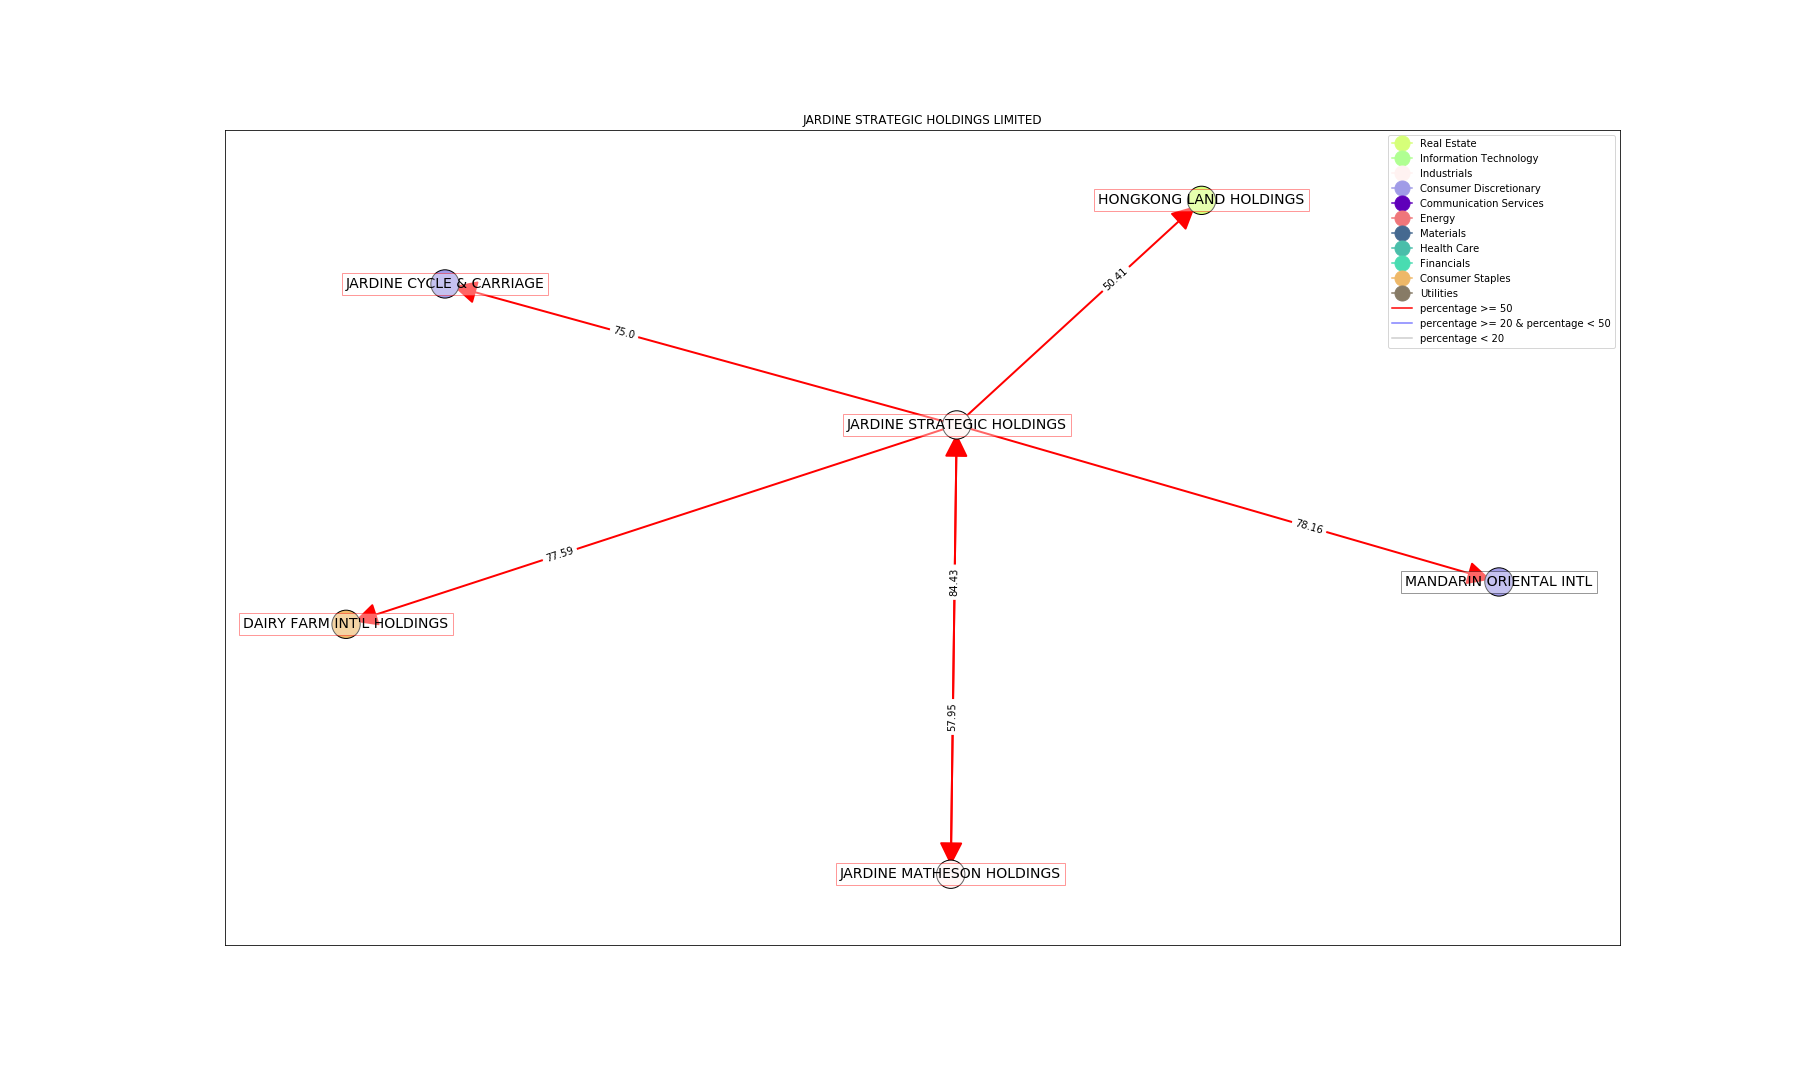 JARDINE STRATEGIC HOLDINGS LIMITED
Real Estate
Information Technology
Industrials
Consumer Discretionary
Communication Services
Energy
Materials
Health Care
Financials
Consumer Staples
Utilities
percentage >= 50
percentage >= 20 & percentage < 50
percentage < 20
HONGKONG LAND HOLDINGS
50.41
JARDINE CYCLE & CARRIAGE
75.0
JARDINE STRATEGIC HOLDINGS
78.16
77.59
MANDARIN ORIENTAL INTL
84.43
DAIRY FARM INT'L HOLDINGS
57.95
JARDINE MATHESON HOLDINGS